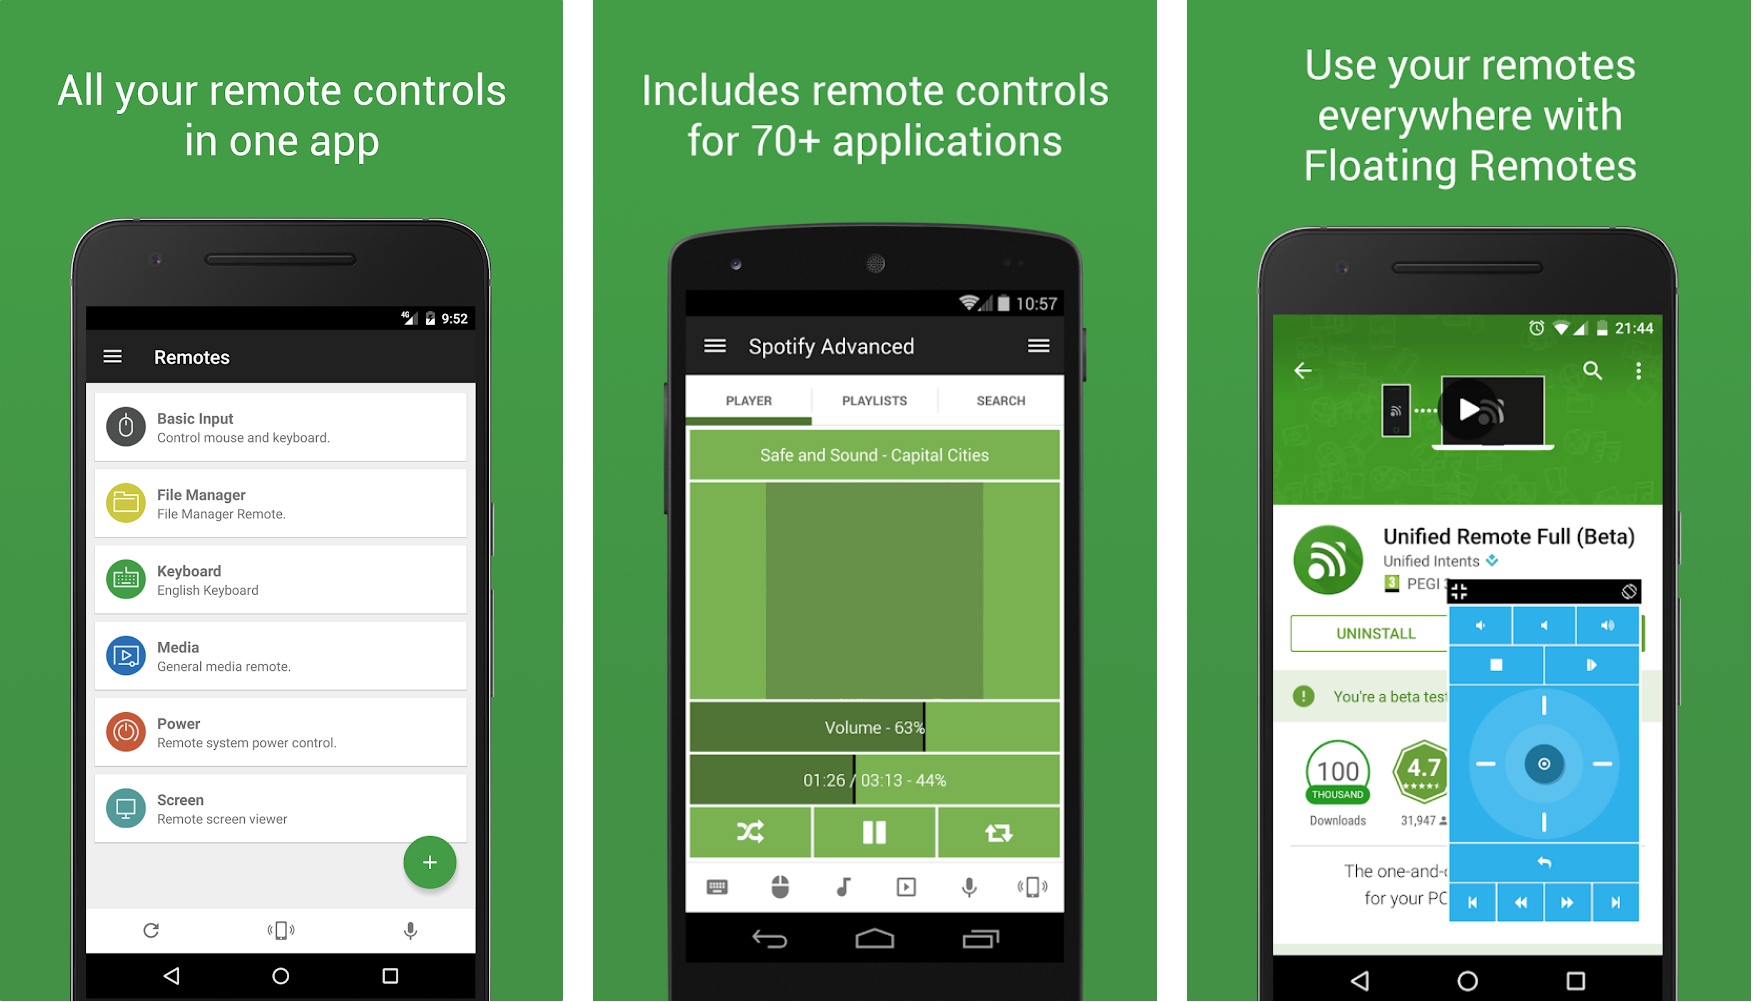 All your remote controls
in one app
4G 9:52
Remotes
Basic Input
Control mouse and keyboard.
File Manager
File Manager Remote.
Keyboard
English Keyboard
Media
General media remote.
Power
Remote system power control.
Screen
Remote screen viewer
Includes remote controls
for 70+ applications
10:57
Spotify Advanced
PLAYER PLAYLISTS SEARCH
Safe and Sound - Capital Cities
Volume - 63%
01:26 / 03:13 - 44%
Use your remotes
everywhere with
Floating Remotes
21:44
Unified Remote Full (Beta)
Unified Intents
3 PEGI 3
UNINSTALL
You're a beta test
100
THOUSAND
Downloads
4.7
31,947
The one-and-
for your PC